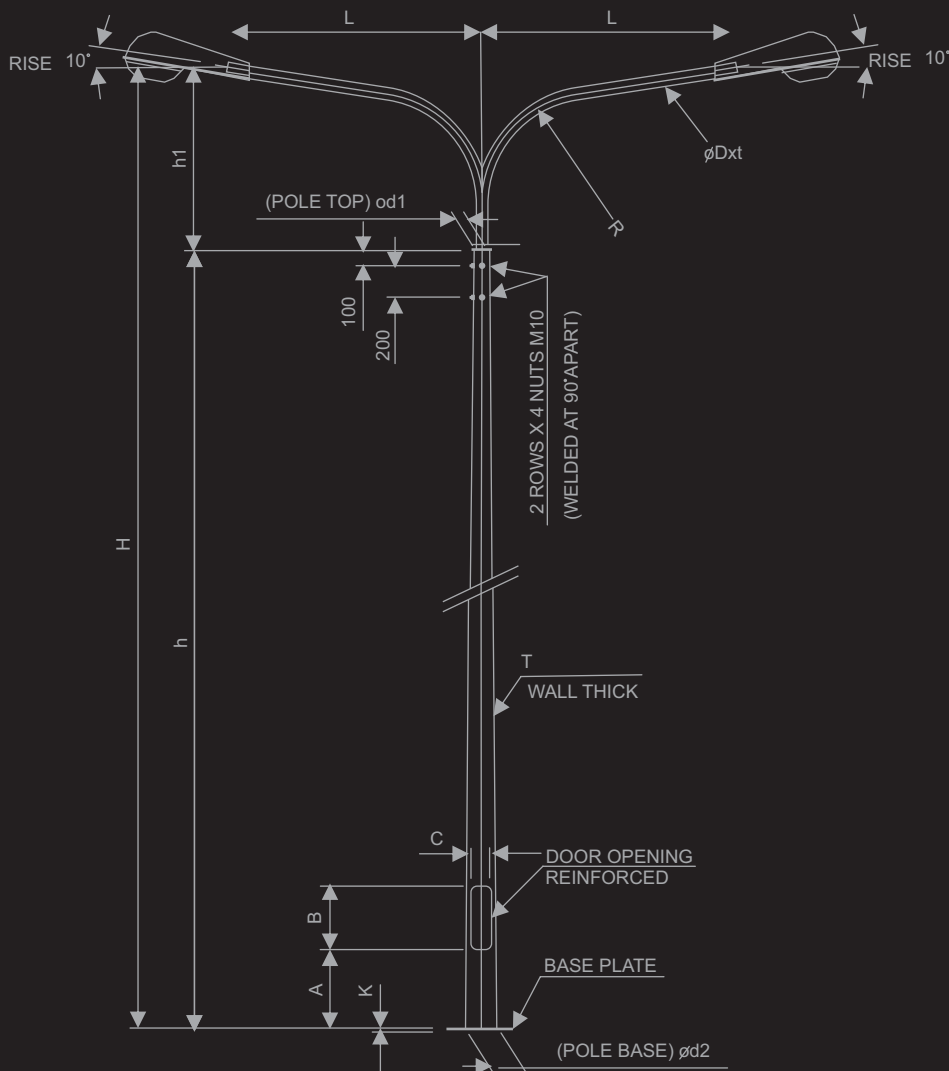 L
L
RISE 10°
RISE 10°
h1
øDxt
(POLE TOP) od1
R
100
200
2 ROWS X 4 NUTS M10
(WELDED AT 90°APART)
H
h
T
WALL THICK
C
DOOR OPENING
REINFORCED
B
A
K
BASE PLATE
(POLE BASE) ød2